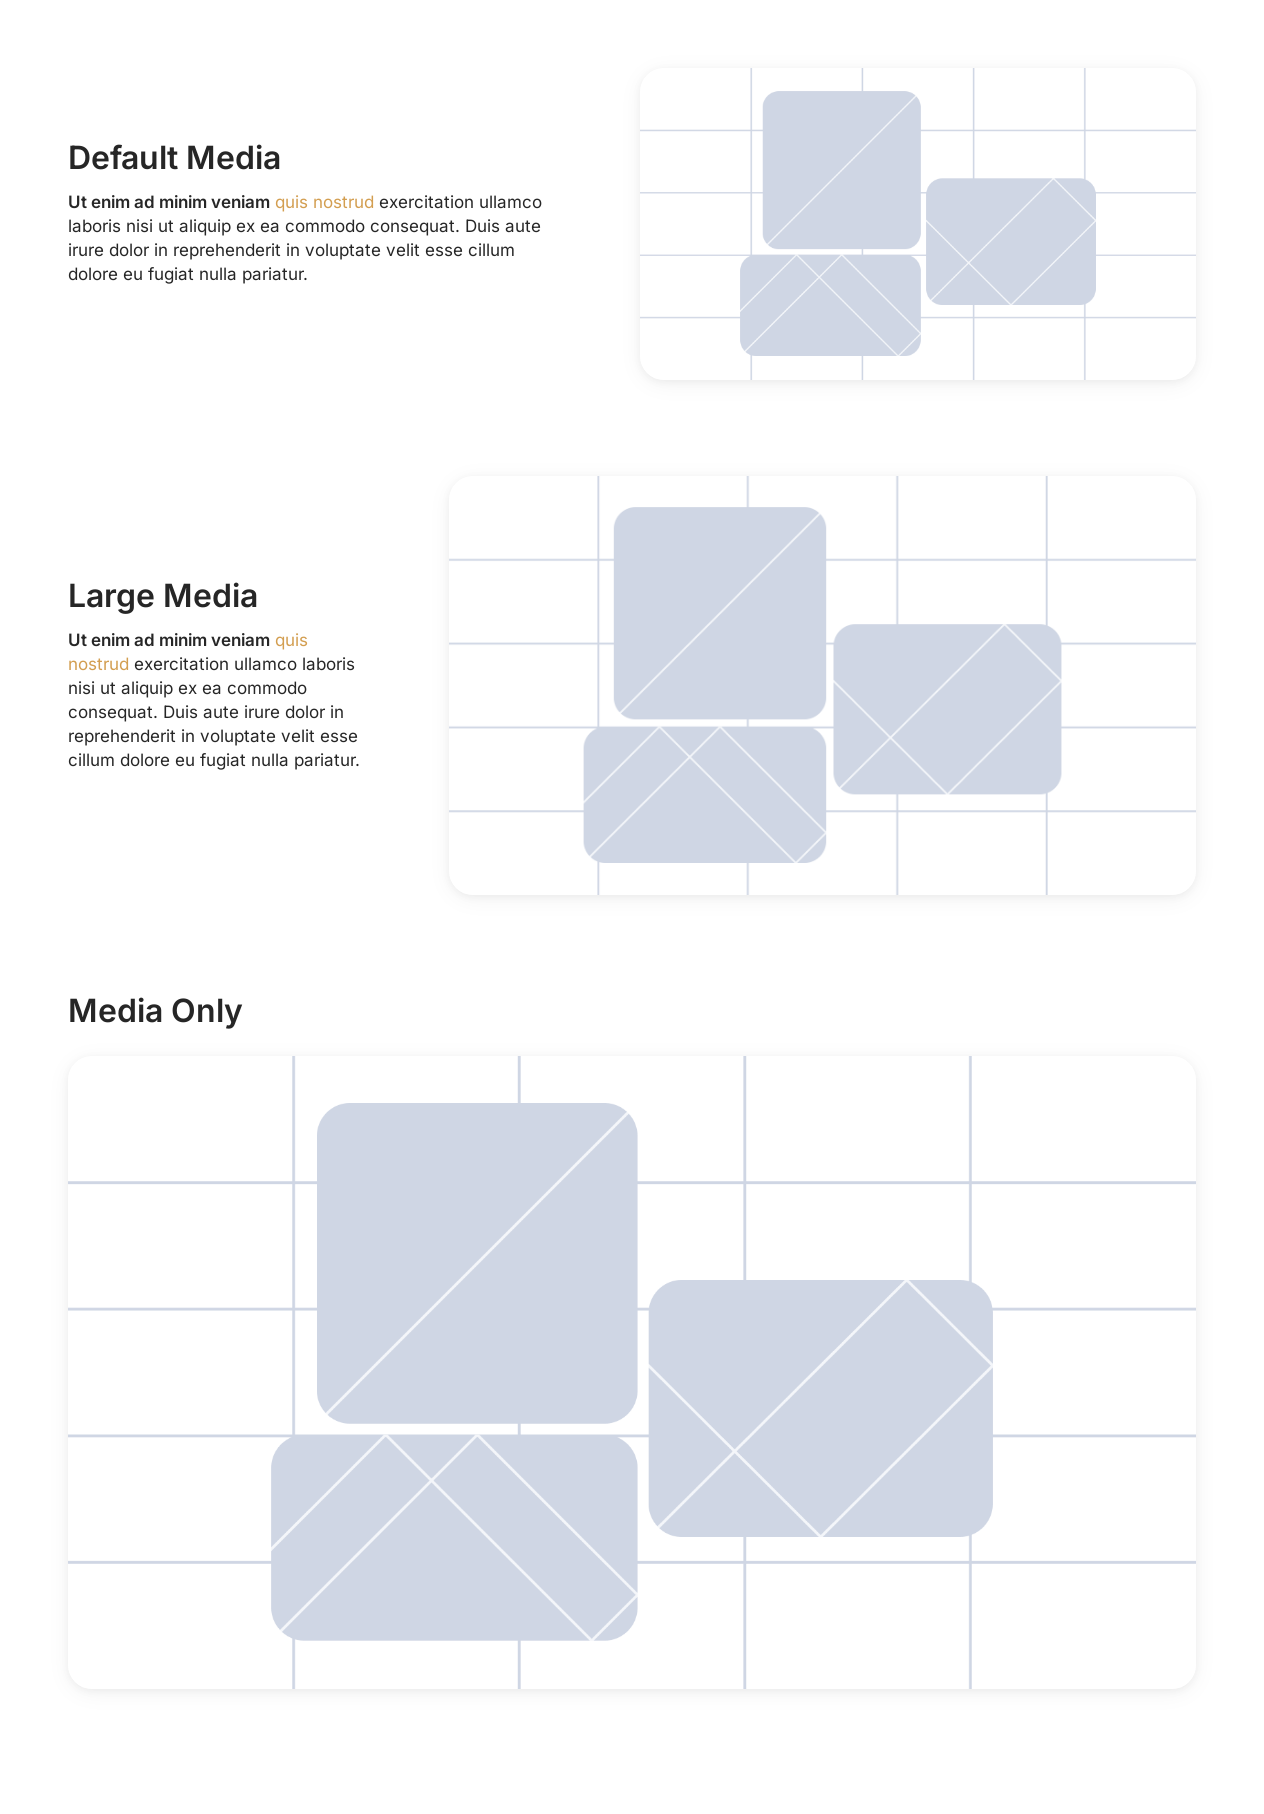 Default Media
Ut enim ad minim veniam quis nostrud exercitation ullamco
laboris nisi ut aliquip ex ea commodo consequat. Duis aute
irure dolor in reprehenderit in voluptate velit esse cillum
dolore eu fugiat nulla pariatur.
Large Media
Ut enim ad minim veniam quis
nostrud exercitation ullamco laboris
nisi ut aliquip ex ea commodo
consequat. Duis aute irure dolor in
reprehenderit in voluptate velit esse
cillum dolore eu fugiat nulla pariatur.
Media Only